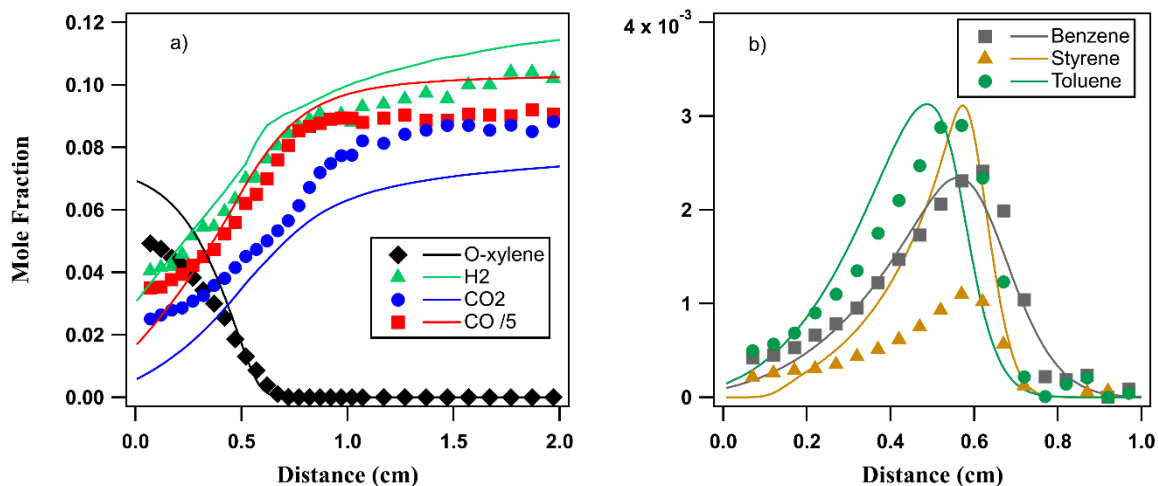 a)
Mole Fraction
0.12
0.10
0.08
0.06
0.04
0.02
0.00
O-xylene
H2
CO2
CO /5
0.0
0.5
1.0
1.5
2.0
Distance (cm)
b)
4 x 10⁻³
3
2
1
0
Benzene
Styrene
Toluene
0.0
0.2
0.4
0.6
0.8
1.0
Distance (cm)